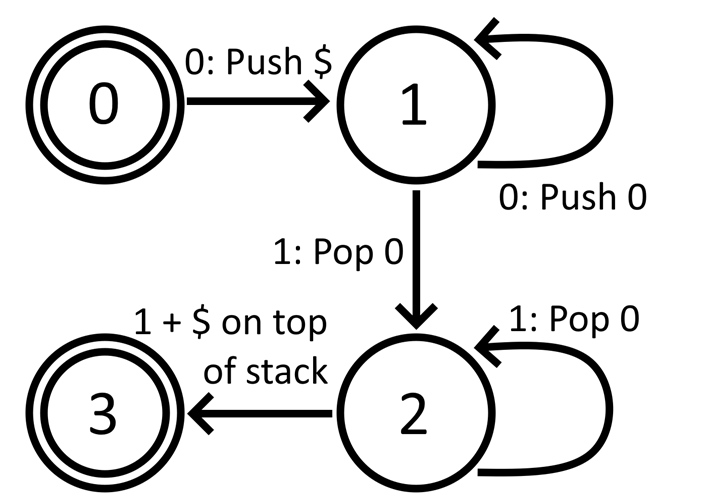 0: Push $
0
1
0: Push 0
1: Pop 0
1 + $ on top
of stack
1: Pop 0
3
2